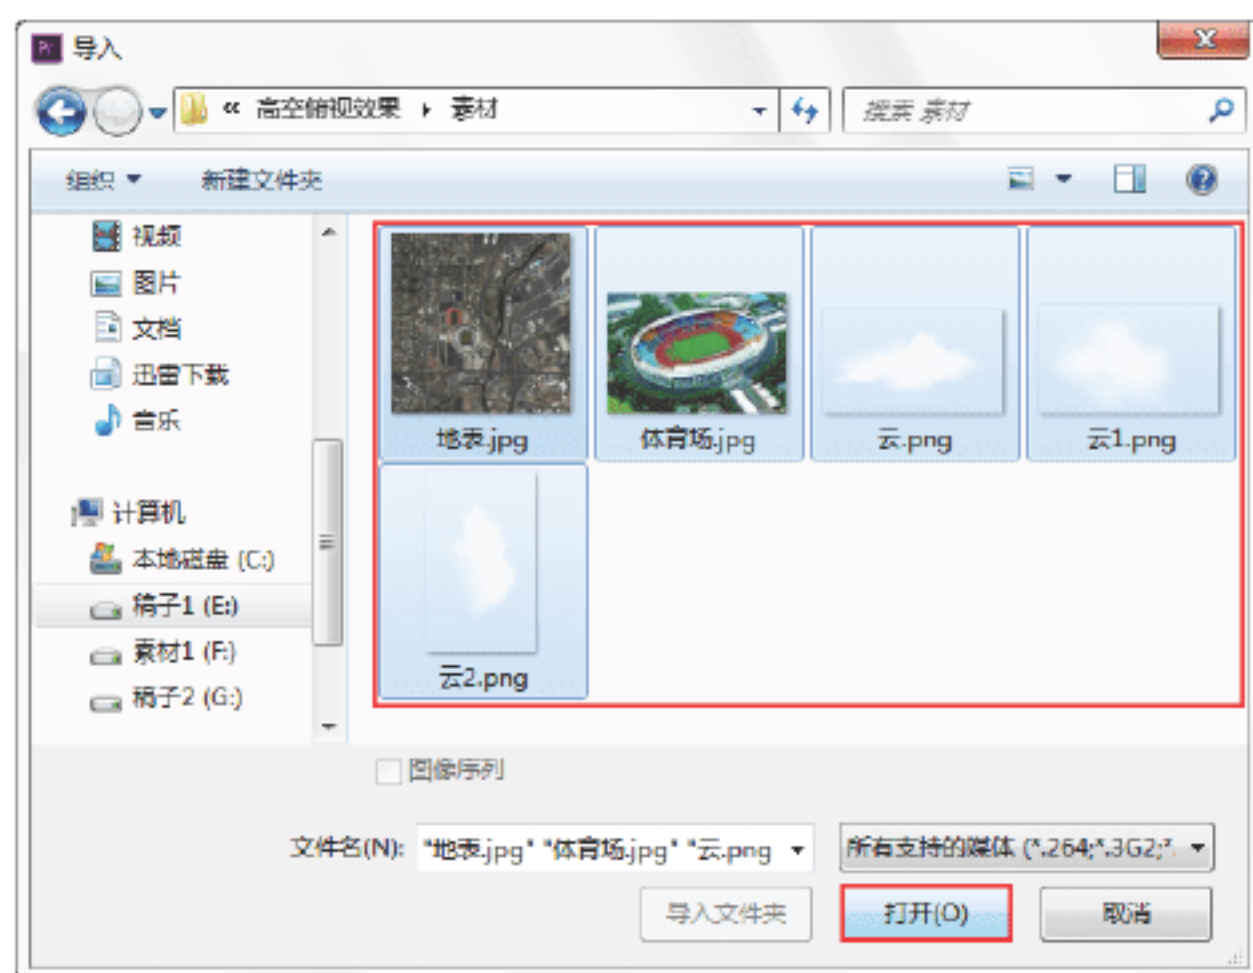 Pr 导入
« 高空俯视效果 ▸ 素材
搜索 素材
组织 新建文件夹
视频
图片
文档
迅雷下载
音乐
计算机
本地磁盘 (C:)
稿子1 (E:)
素材1 (F:)
稿子2 (G:)
地表.jpg
体育场.jpg
云.png
云1.png
云2.png
图像序列
文件名(N): "地表.jpg" "体育场.jpg" "云.png
所有支持的媒体 (*.264;*.3G2;*.
导入文件夹 打开(O) 取消